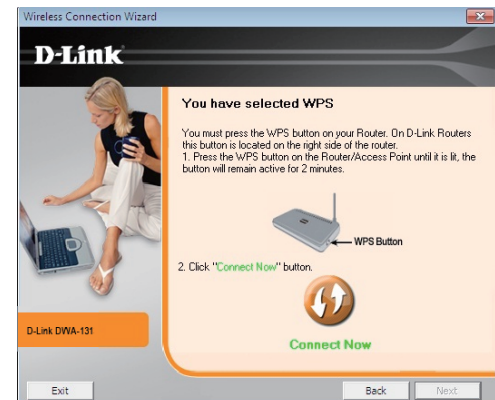 Wireless Connection Wizard
D-Link
You have selected WPS
You must press the WPS button on your Router. On D-Link Routers
this button is located on the right side of the router.
1. Press the WPS button on the Router/Access Point until it is lit, the
button will remain active for 2 minutes.
WPS Button
2. Click "Connect Now" button.
Connect Now
D-Link DWA-131
Exit
Back
Next